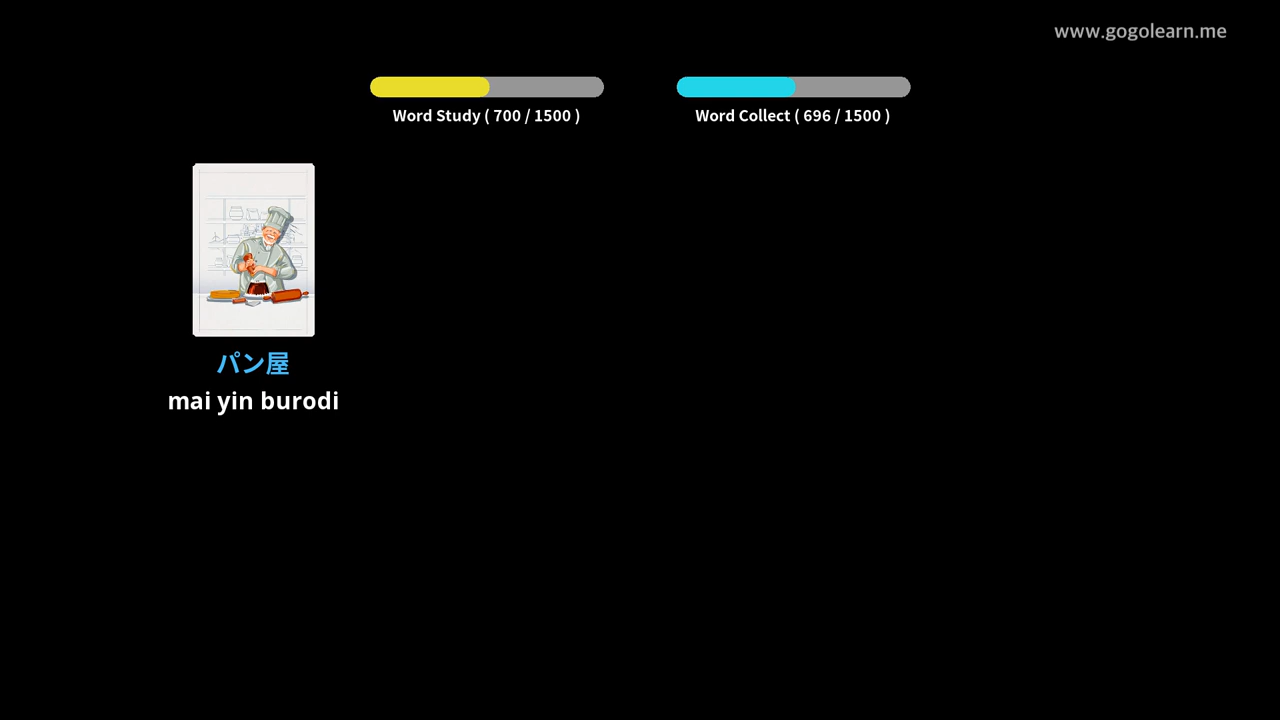 www.gogolearn.me
Word Study ( 700 / 1500 )
Word Collect ( 696 / 1500 )
パン屋
mai yin burodi